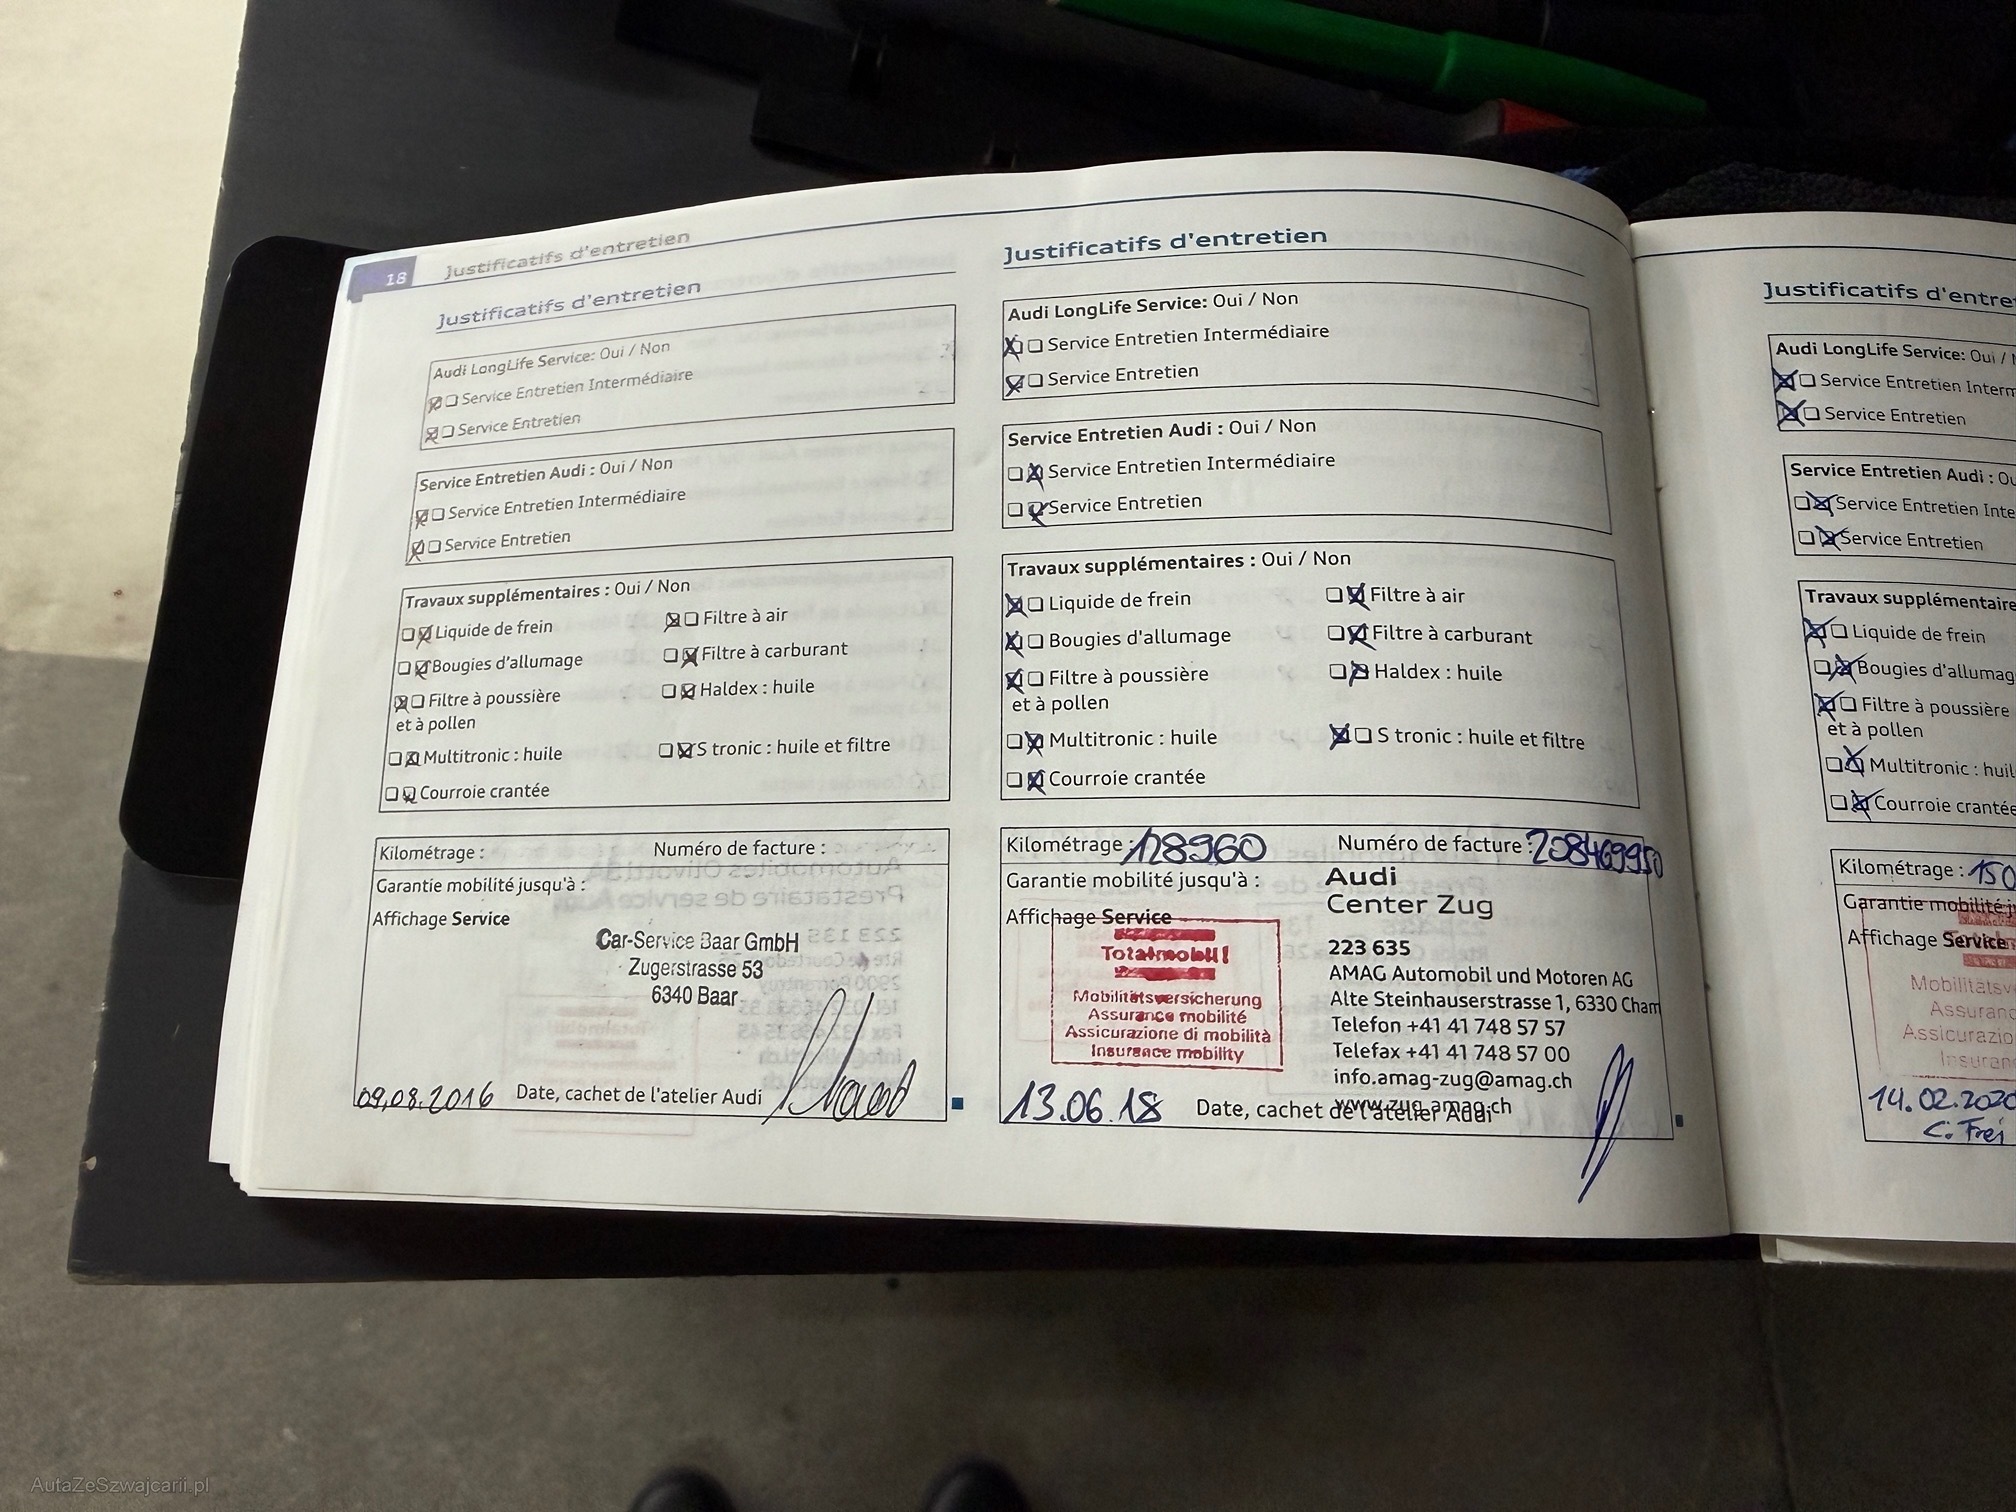 18
Justificatifs d'entretien
Justificatifs d'entretien
Audi LongLife Service: Oui / Non
Service Entretien Intermédiaire
Service Entretien
Service Entretien Audi : Oui / Non
Service Entretien Intermédiaire
Service Entretien
Travaux supplémentaires : Oui / Non
Liquide de frein
Filtre à air
Bougies d'allumage
Filtre à carburant
Filtre à poussière
et à pollen
Haldex : huile
Multitronic : huile
S tronic : huile et filtre
Courroie crantée
Kilométrage :
Numéro de facture :
Garantie mobilité jusqu'à :
Affichage Service
Car-Service Baar GmbH
Zugerstrasse 53
6340 Baar
09.08.2016
Date, cachet de l'atelier Audi
Justificatifs d'entretien
Audi LongLife Service: Oui / Non
Service Entretien Intermédiaire
Service Entretien
Service Entretien Audi : Oui / Non
Service Entretien Intermédiaire
Service Entretien
Travaux supplémentaires : Oui / Non
Liquide de frein
Filtre à air
Bougies d'allumage
Filtre à carburant
Filtre à poussière
et à pollen
Haldex : huile
Multitronic : huile
S tronic : huile et filtre
Courroie crantée
Kilométrage : 128960
Numéro de facture : 208469950
Garantie mobilité jusqu'à :
Affichage Service
Totalmobil!
Mobilitätsversicherung
Assurance mobilité
Assicurazione di mobilità
Insurance mobility
Audi
Center Zug
223 635
AMAG Automobil und Motoren AG
Alte Steinhauserstrasse 1, 6330 Cham
Telefon +41 41 748 57 57
Telefax +41 41 748 57 00
info.amag-zug@amag.ch
www.zug.amag.ch
13.06.18
Date, cachet de l'atelier Audi
Justificatifs d'entre
Audi LongLife Service: Oui /
Service Entretien Interm
Service Entretien
Service Entretien Audi : Ou
Service Entretien Inte
Service Entretien
Travaux supplémentaire
Liquide de frein
Bougies d'allumag
Filtre à poussière
et à pollen
Multitronic : huil
Courroie crantée
Kilométrage : 150
Garantie mobilité j
Affichage Service
Mobilitätsv
Assuranc
Assicurazio
Insuran
14.02.2020
C. Frei
AutaZeSzwajcarii.pl